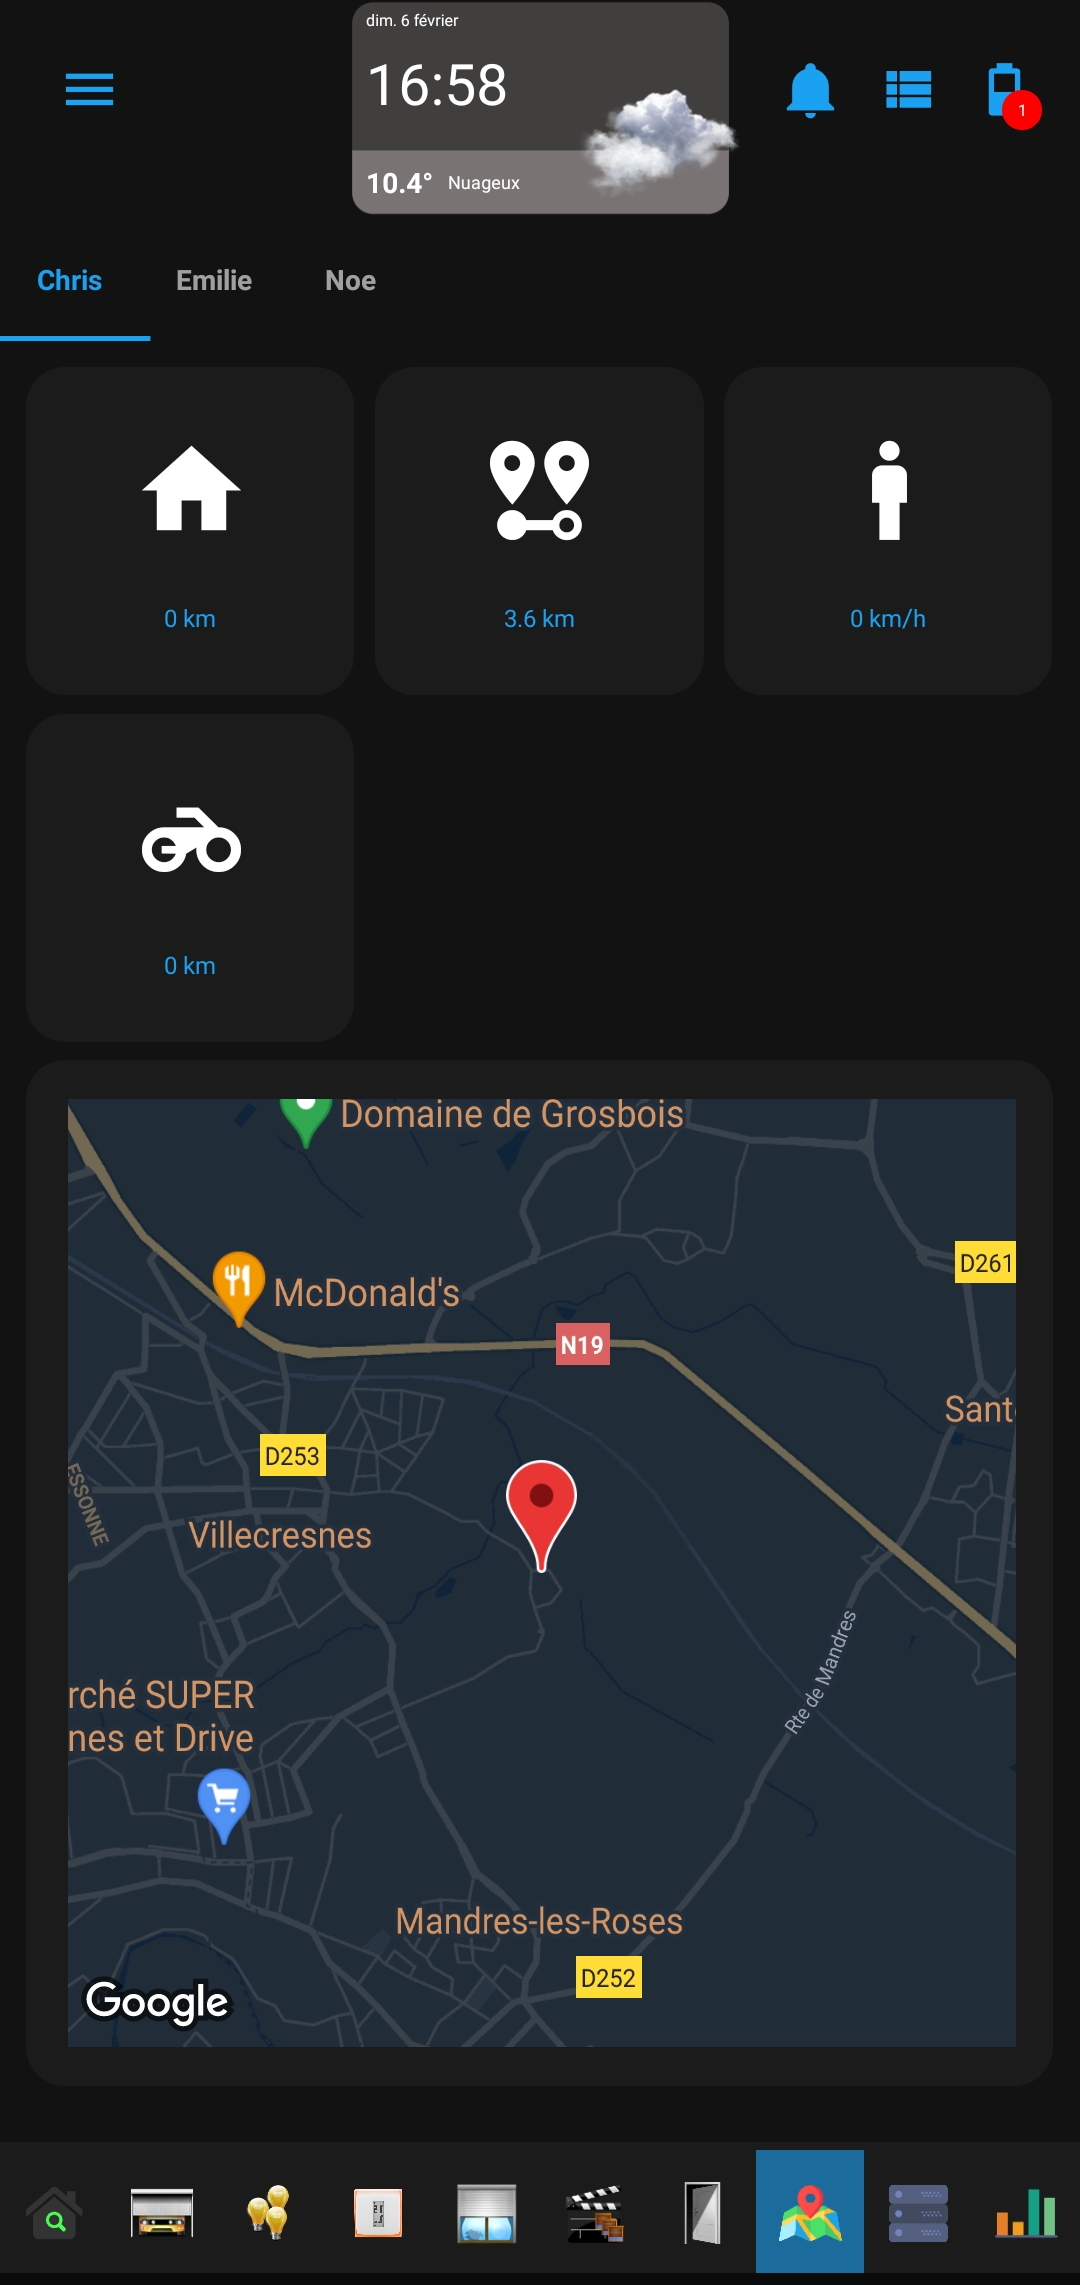 dim. 6 février
16:58
10.4° Nuageux
1
Chris Emilie Noe
0 km 3.6 km 0 km/h
0 km
Domaine de Grosbois
D261
McDonald's
N19
Sant
D253
ESSONNE
Villecresnes
Rte de Mandres
rché SUPER
nes et Drive
Mandres-les-Roses
D252
Google